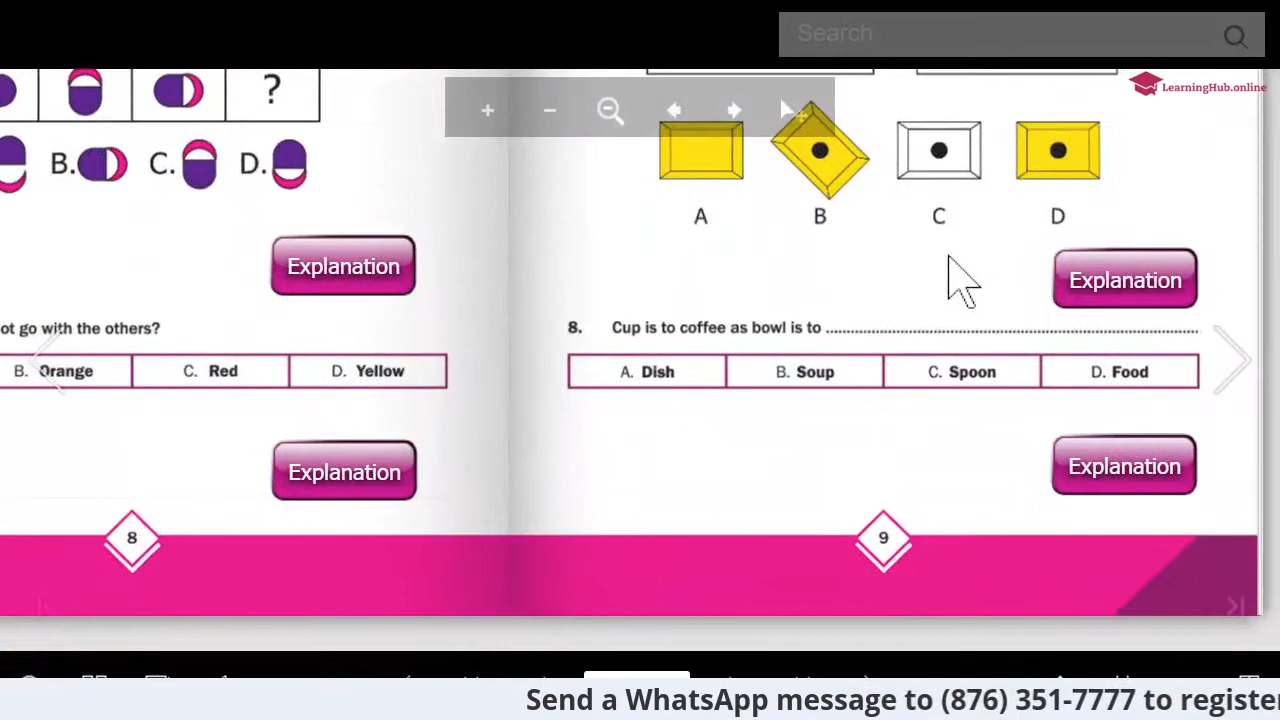 Search
LearningHub.online
?
B. C. D.
Explanation
ot go with the others?
B. Orange C. Red D. Yellow
Explanation
8
A B C D
Explanation
8. Cup is to coffee as bowl is to ........................................................................
A. Dish B. Soup C. Spoon D. Food
Explanation
9
Send a WhatsApp message to (876) 351-7777 to register